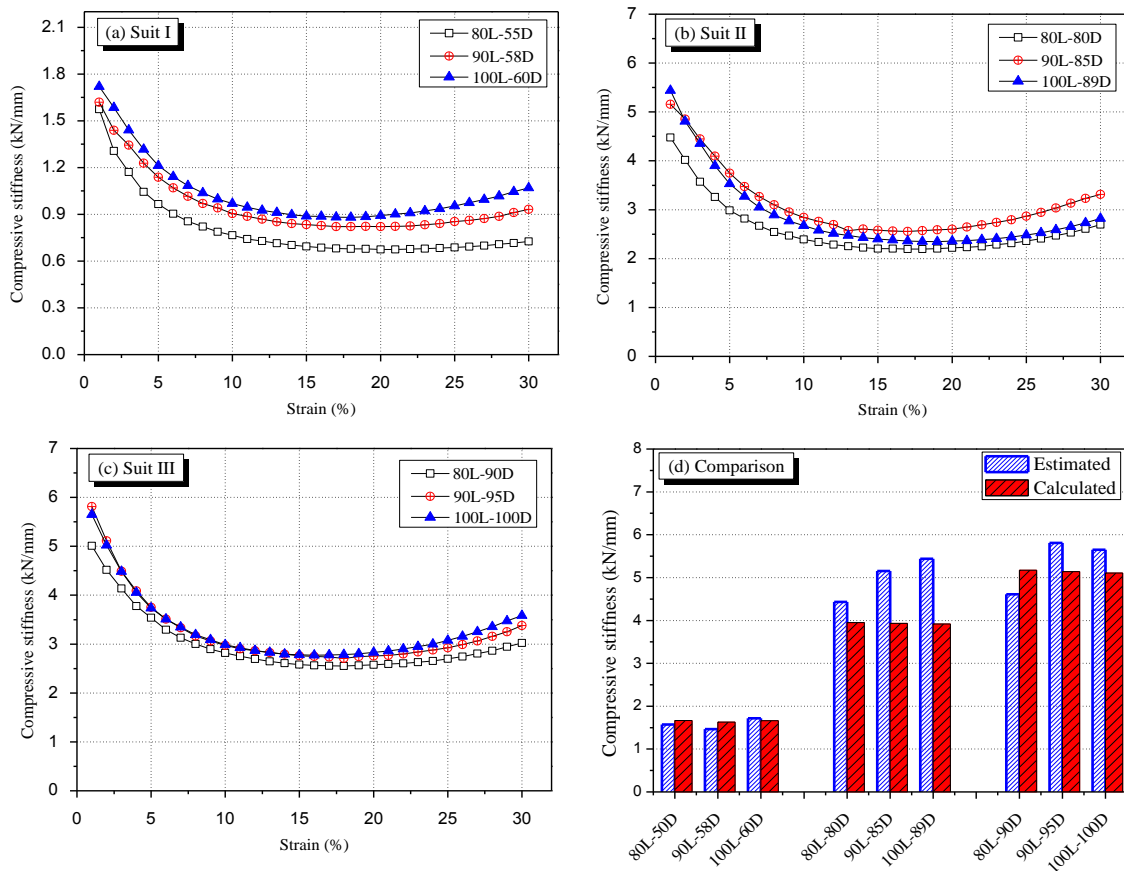 (a) Suit I
80L-55D
90L-58D
100L-60D
Compressive stiffness (kN/mm)
2.1
1.8
1.5
1.2
0.9
0.6
0.3
0.0
0 5 10 15 20 25 30
Strain (%)
(b) Suit II
80L-80D
90L-85D
100L-89D
Compressive stiffness (kN/mm)
7
6
5
4
3
2
1
0
0 5 10 15 20 25 30
Strain (%)
(c) Suit III
80L-90D
90L-95D
100L-100D
Compressive stiffness (kN/mm)
7
6
5
4
3
2
1
0
0 5 10 15 20 25 30
Strain (%)
(d) Comparison
Estimated
Calculated
Compressive stiffness (kN/mm)
8
7
6
5
4
3
2
1
0
80L-50D
90L-58D
100L-60D
80L-80D
90L-85D
100L-89D
80L-90D
90L-95D
100L-100D